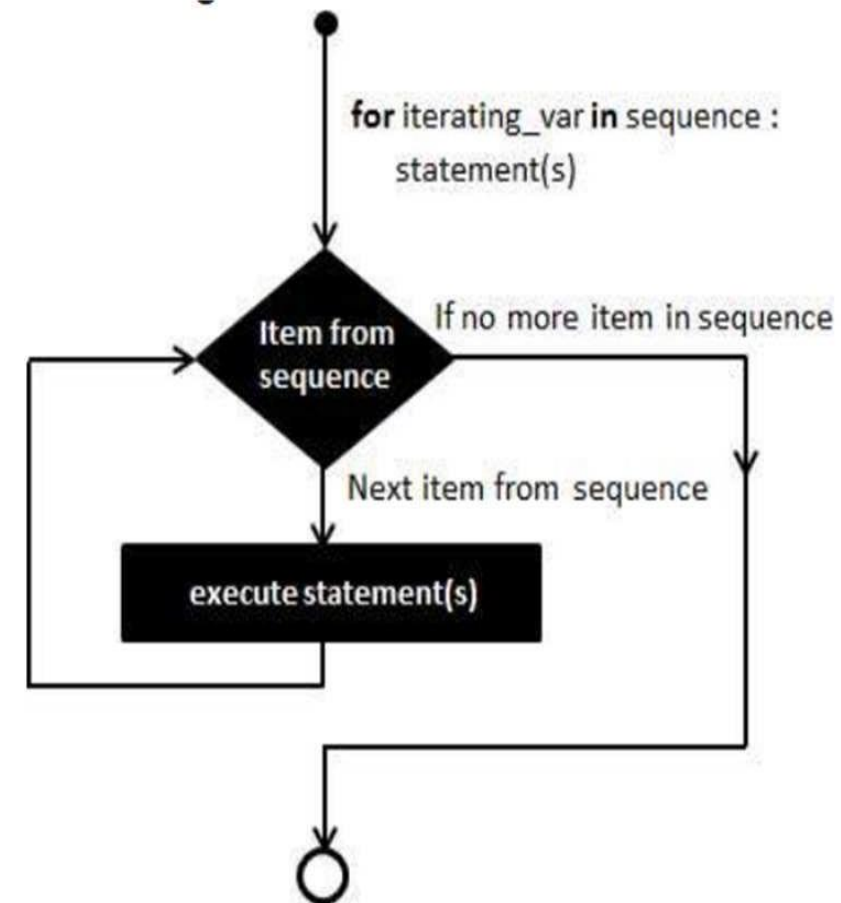 for iterating_var in sequence :
statement(s)
If no more item in sequence
Item from
sequence
Next item from sequence
execute statement(s)